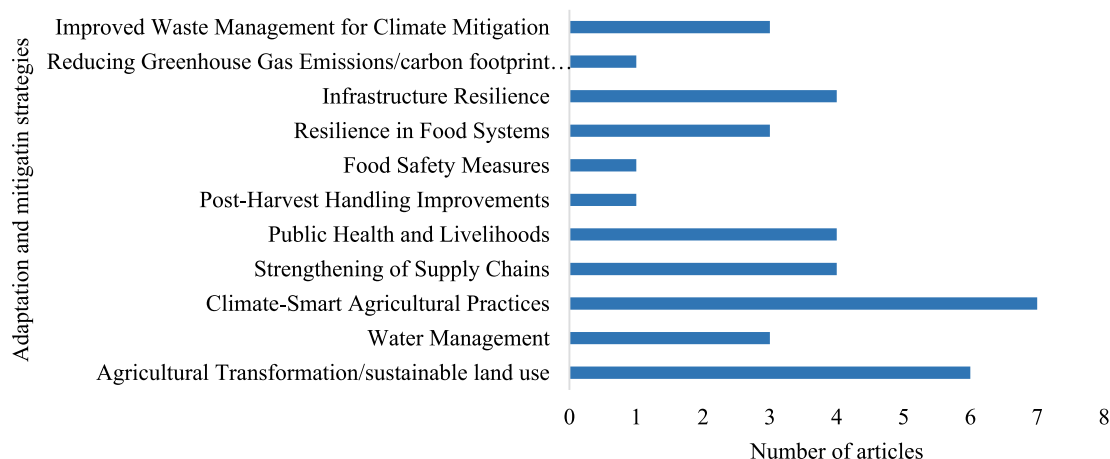 Adaptation and mitigatin strategies
Improved Waste Management for Climate Mitigation
Reducing Greenhouse Gas Emissions/carbon footprint…
Infrastructure Resilience
Resilience in Food Systems
Food Safety Measures
Post-Harvest Handling Improvements
Public Health and Livelihoods
Strengthening of Supply Chains
Climate-Smart Agricultural Practices
Water Management
Agricultural Transformation/sustainable land use
0 1 2 3 4 5 6 7 8
Number of articles